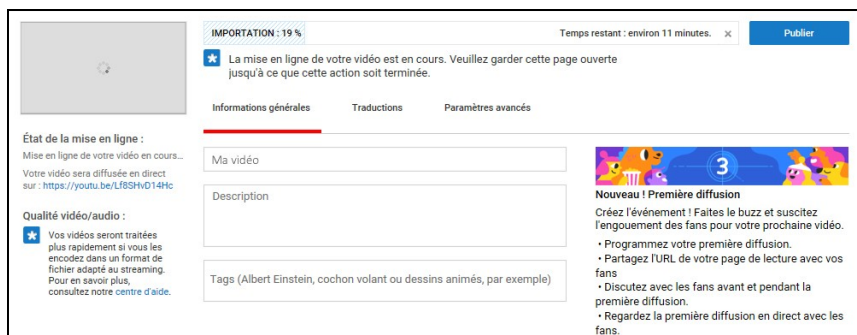 IMPORTATION : 19 %
Temps restant : environ 11 minutes.
Publier
La mise en ligne de votre vidéo est en cours. Veuillez garder cette page ouverte
jusqu'à ce que cette action soit terminée.
Informations générales
Traductions
Paramètres avancés
État de la mise en ligne :
Mise en ligne de votre vidéo en cours...
Votre vidéo sera diffusée en direct
sur : https://youtu.be/Lf8SHvD14Hc
Qualité vidéo/audio :
Vos vidéos seront traitées
plus rapidement si vous les
encodez dans un format de
fichier adapté au streaming.
Pour en savoir plus,
consultez notre centre d'aide.
Ma vidéo
Description
Tags (Albert Einstein, cochon volant ou dessins animés, par exemple)
3
Nouveau ! Première diffusion
Créez l'événement ! Faites le buzz et suscitez
l'engouement des fans pour votre prochaine vidéo.
• Programmez votre première diffusion.
• Partagez l'URL de votre page de lecture avec vos
fans
• Discutez avec les fans avant et pendant la
première diffusion.
• Regardez la première diffusion en direct avec les
fans.